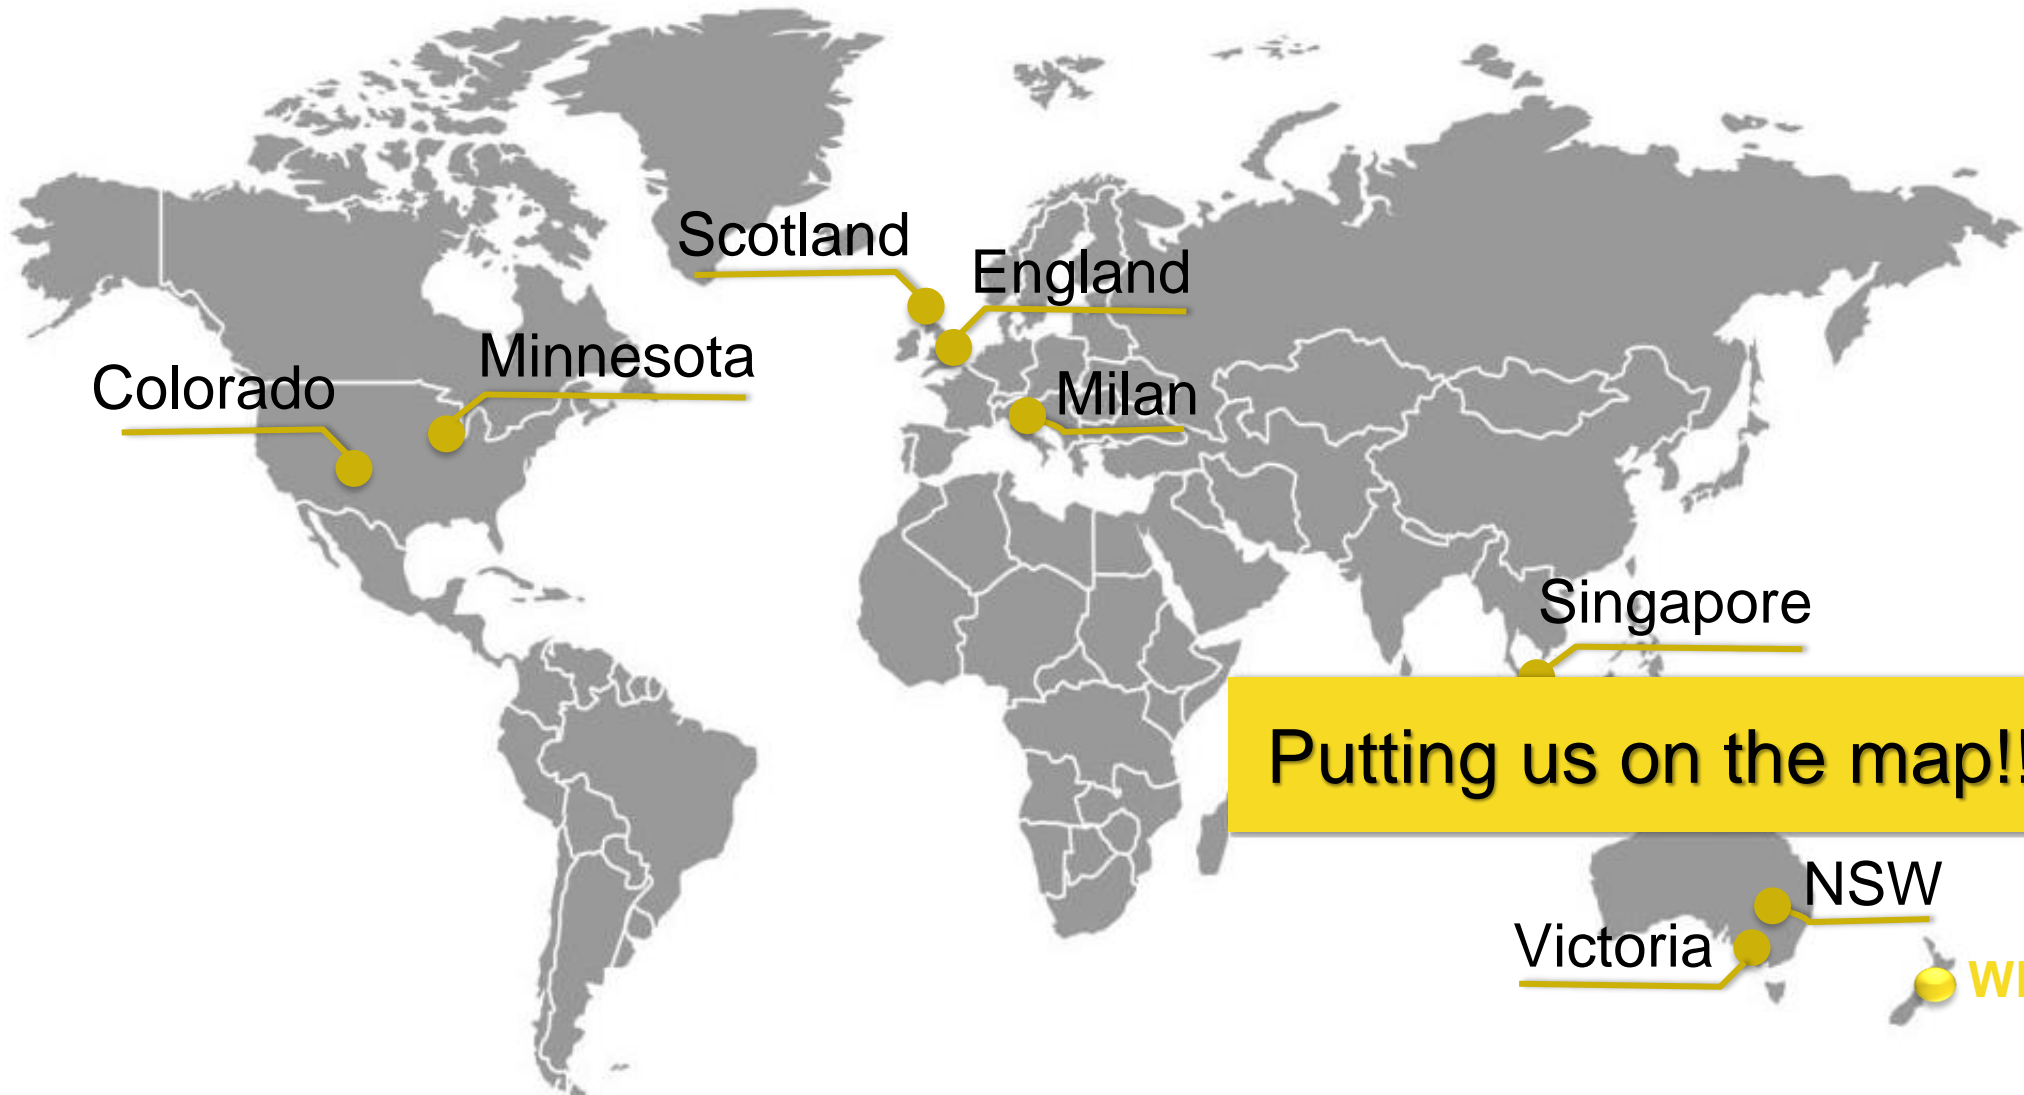 Scotland
England
Minnesota
Colorado
Milan
Singapore
Putting us on the map!!
NSW
Victoria